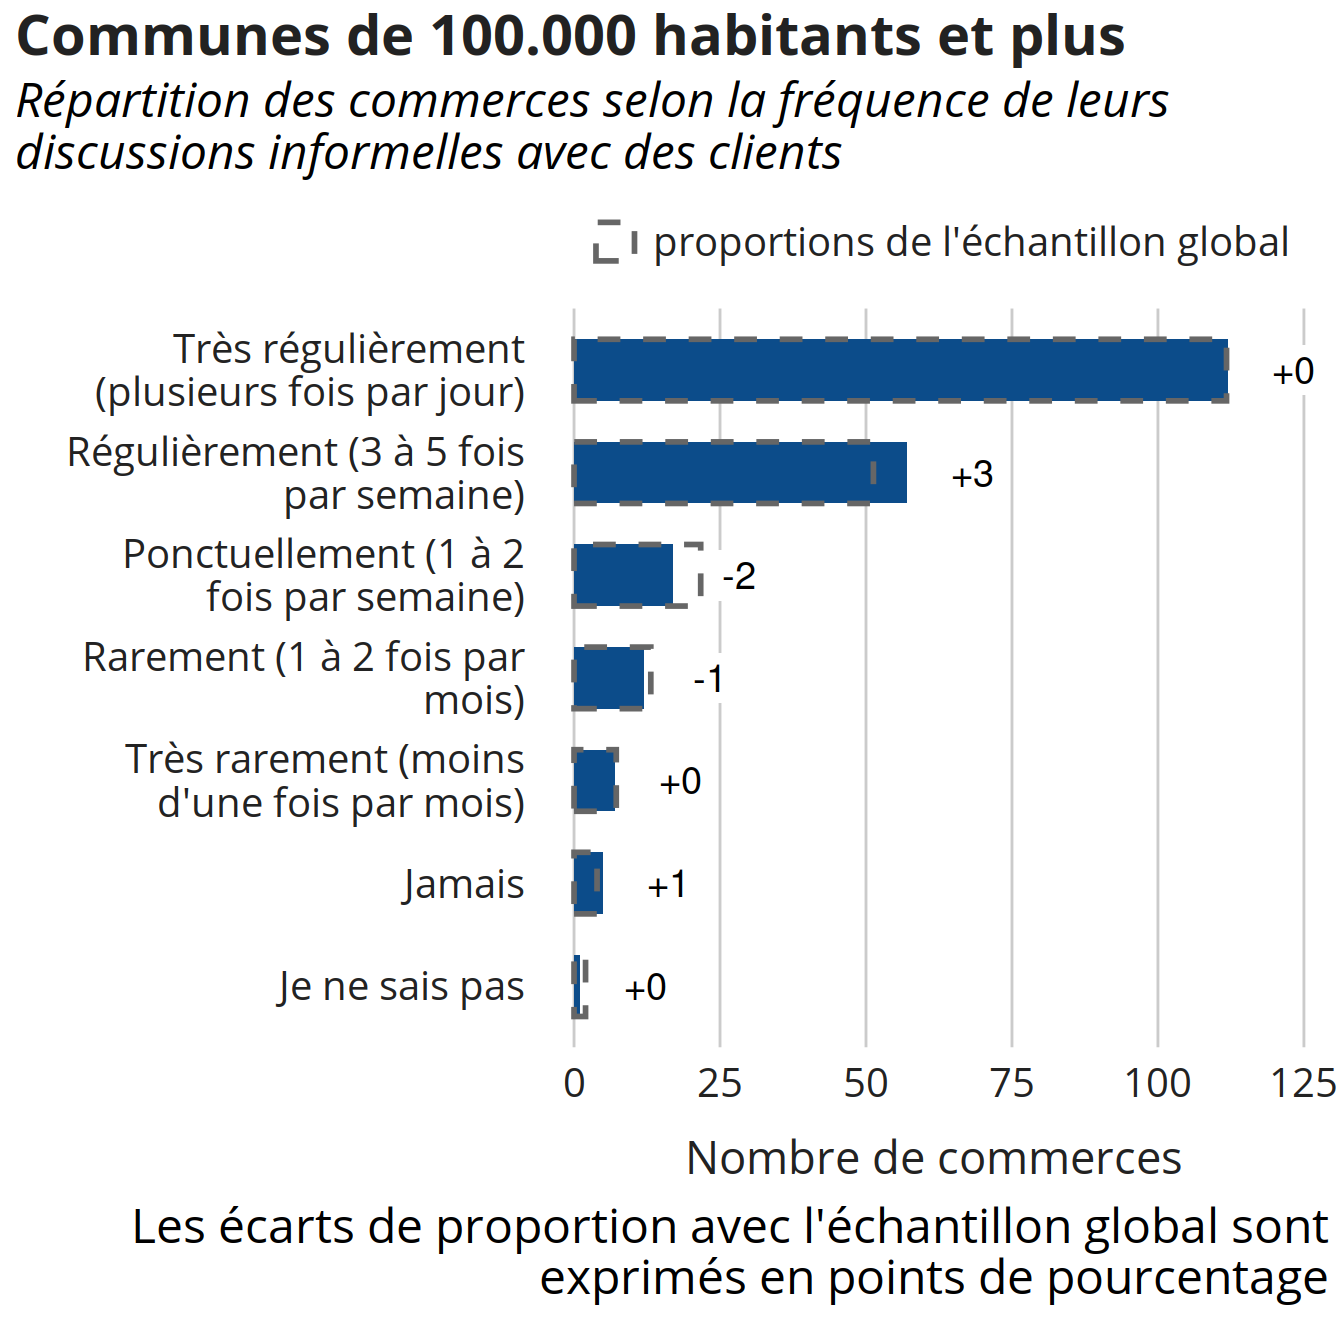 Communes de 100.000 habitants et plus
Répartition des commerces selon la fréquence de leurs
discussions informelles avec des clients
proportions de l'échantillon global
Très régulièrement
(plusieurs fois par jour)
+0
Régulièrement (3 à 5 fois
par semaine)
+3
Ponctuellement (1 à 2
fois par semaine)
-2
Rarement (1 à 2 fois par
mois)
-1
Très rarement (moins
d'une fois par mois)
+0
Jamais
+1
Je ne sais pas
+0
0 25 50 75 100 125
Nombre de commerces
Les écarts de proportion avec l'échantillon global sont
exprimés en points de pourcentage